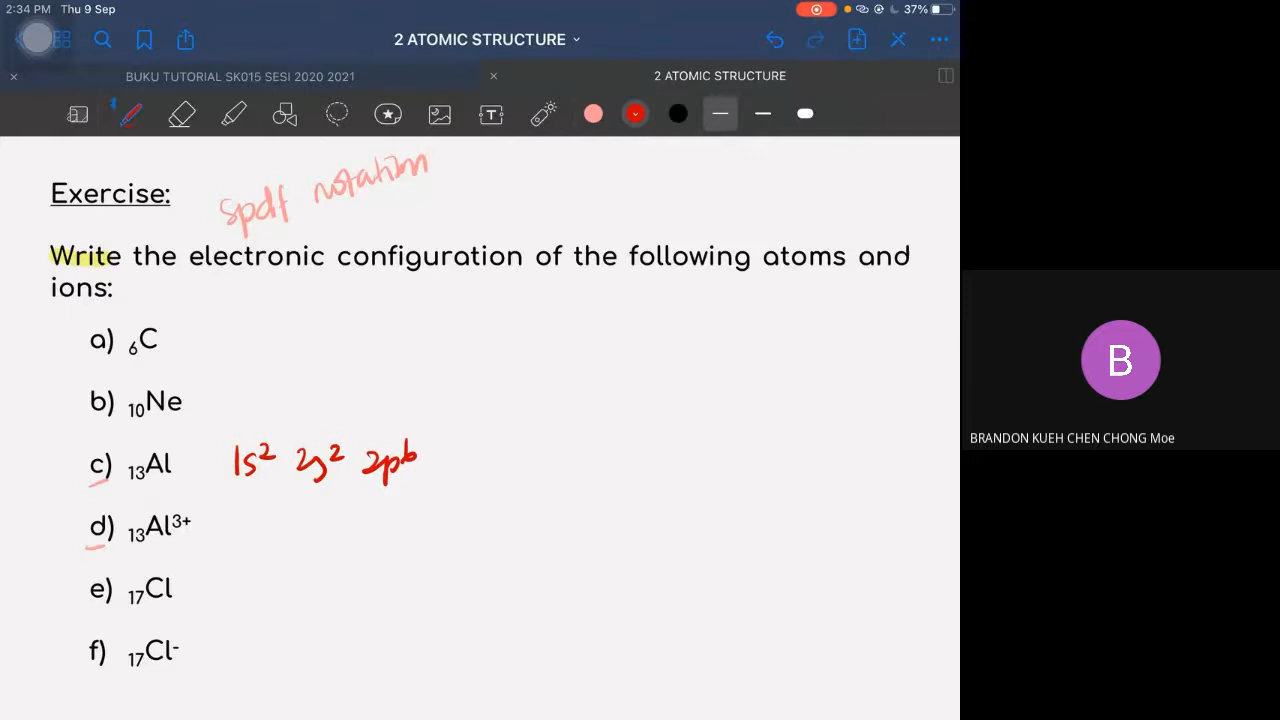 2:34 PM Thu 9 Sep 37%
2 ATOMIC STRUCTURE
BUKU TUTORIAL SK015 SESI 2020 2021 2 ATOMIC STRUCTURE
T
spdf notation
Exercise:
Write the electronic configuration of the following atoms and
ions:
a) ₆C
b) ₁₀Ne
c) ₁₃Al 1s² 2s² 2p⁶
d) ₁₃Al³⁺
e) ₁₇Cl
f) ₁₇Cl⁻
B
BRANDON KUEH CHEN CHONG Moe